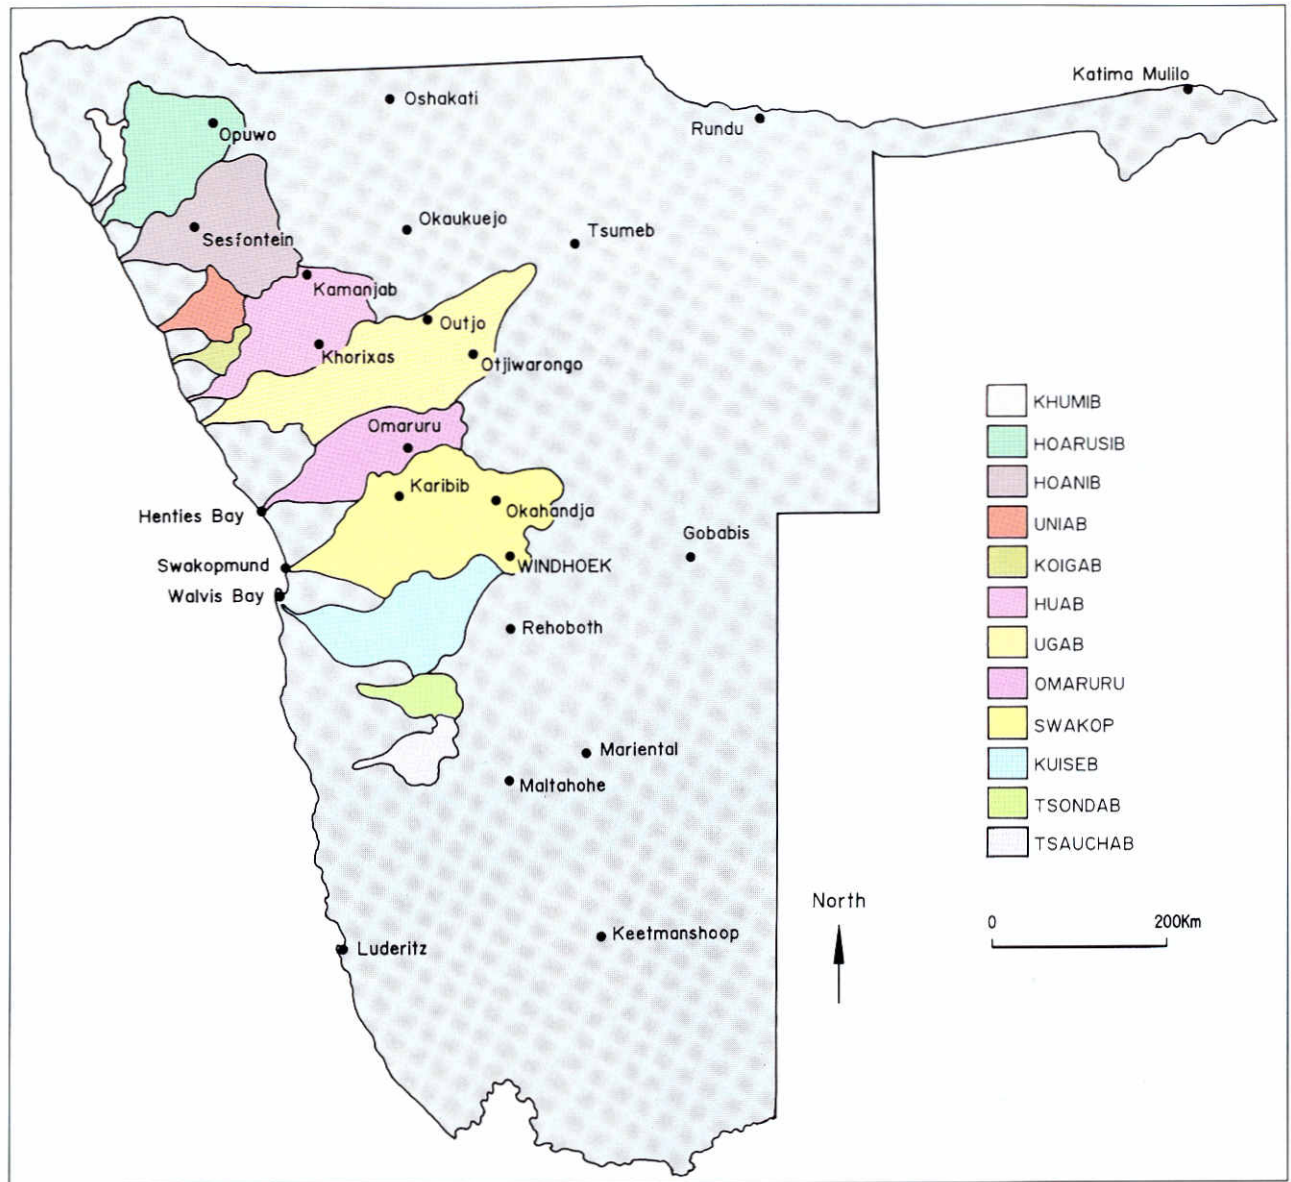 Katima Mulilo
Oshakati
Rundu
Opuwo
Okaukuejo
Tsumeb
Sesfontein
Kamanjab
Outjo
Khorixas
Otjiwarongo
Omaruru
Karibib
Okahandja
Henties Bay
Gobabis
Swakopmund
WINDHOEK
Walvis Bay
Rehoboth
Mariental
Maltahohe
Keetmanshoop
Luderitz
KHUMIB
HOARUSIB
HOANIB
UNIAB
KOIGAB
HUAB
UGAB
OMARURU
SWAKOP
KUISEB
TSONDAB
TSAUCHAB
North
0 200Km